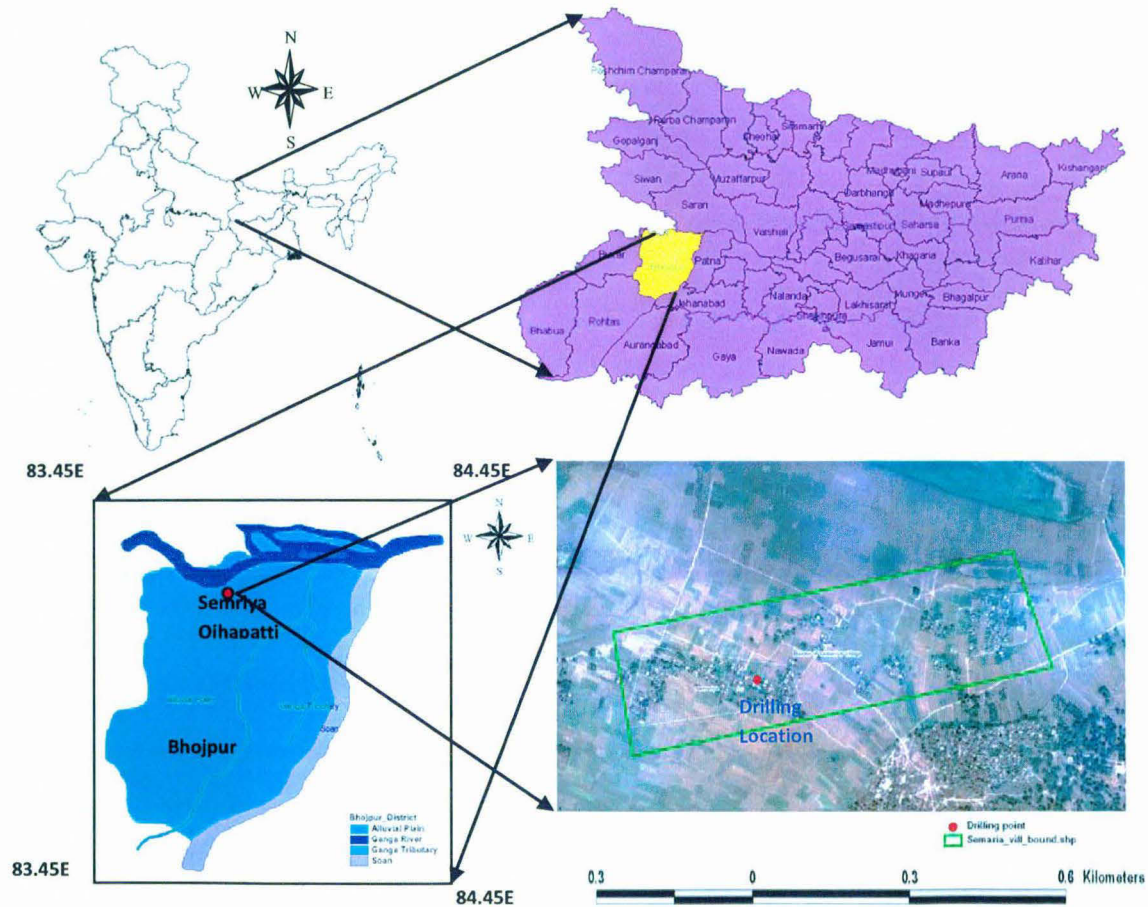 N
W E
S
Pashchim Champaran
Purba Champaran
Sheohar
Sitamarhi
Gopalganj
Siwan
Muzaffarpur
Madhubani
Supaul
Araria
Kishanganj
Darbhanga
Madhepura
Saran
Vaishali
Samastipur
Saharsa
Purnia
Katihar
Buxar
Patna
Begusarai
Khagaria
Jehanabad
Nalanda
Lakhisarai
Munger
Bhagalpur
Sheikhpura
Bhabua
Rohtas
Aurangabad
Gaya
Nawada
Jamui
Banka
83.45E
84.45E
N
W E
S
Semriya
Ojhapatti
Bhojpur
Soan
Bhojpur_District
Alluvial Plain
Ganga River
Ganga Tributary
Soan
83.45E
84.45E
Drilling
Location
Drilling point
Semaria_vill_bound.shp
0.3 0 0.3 0.6 Kilometers